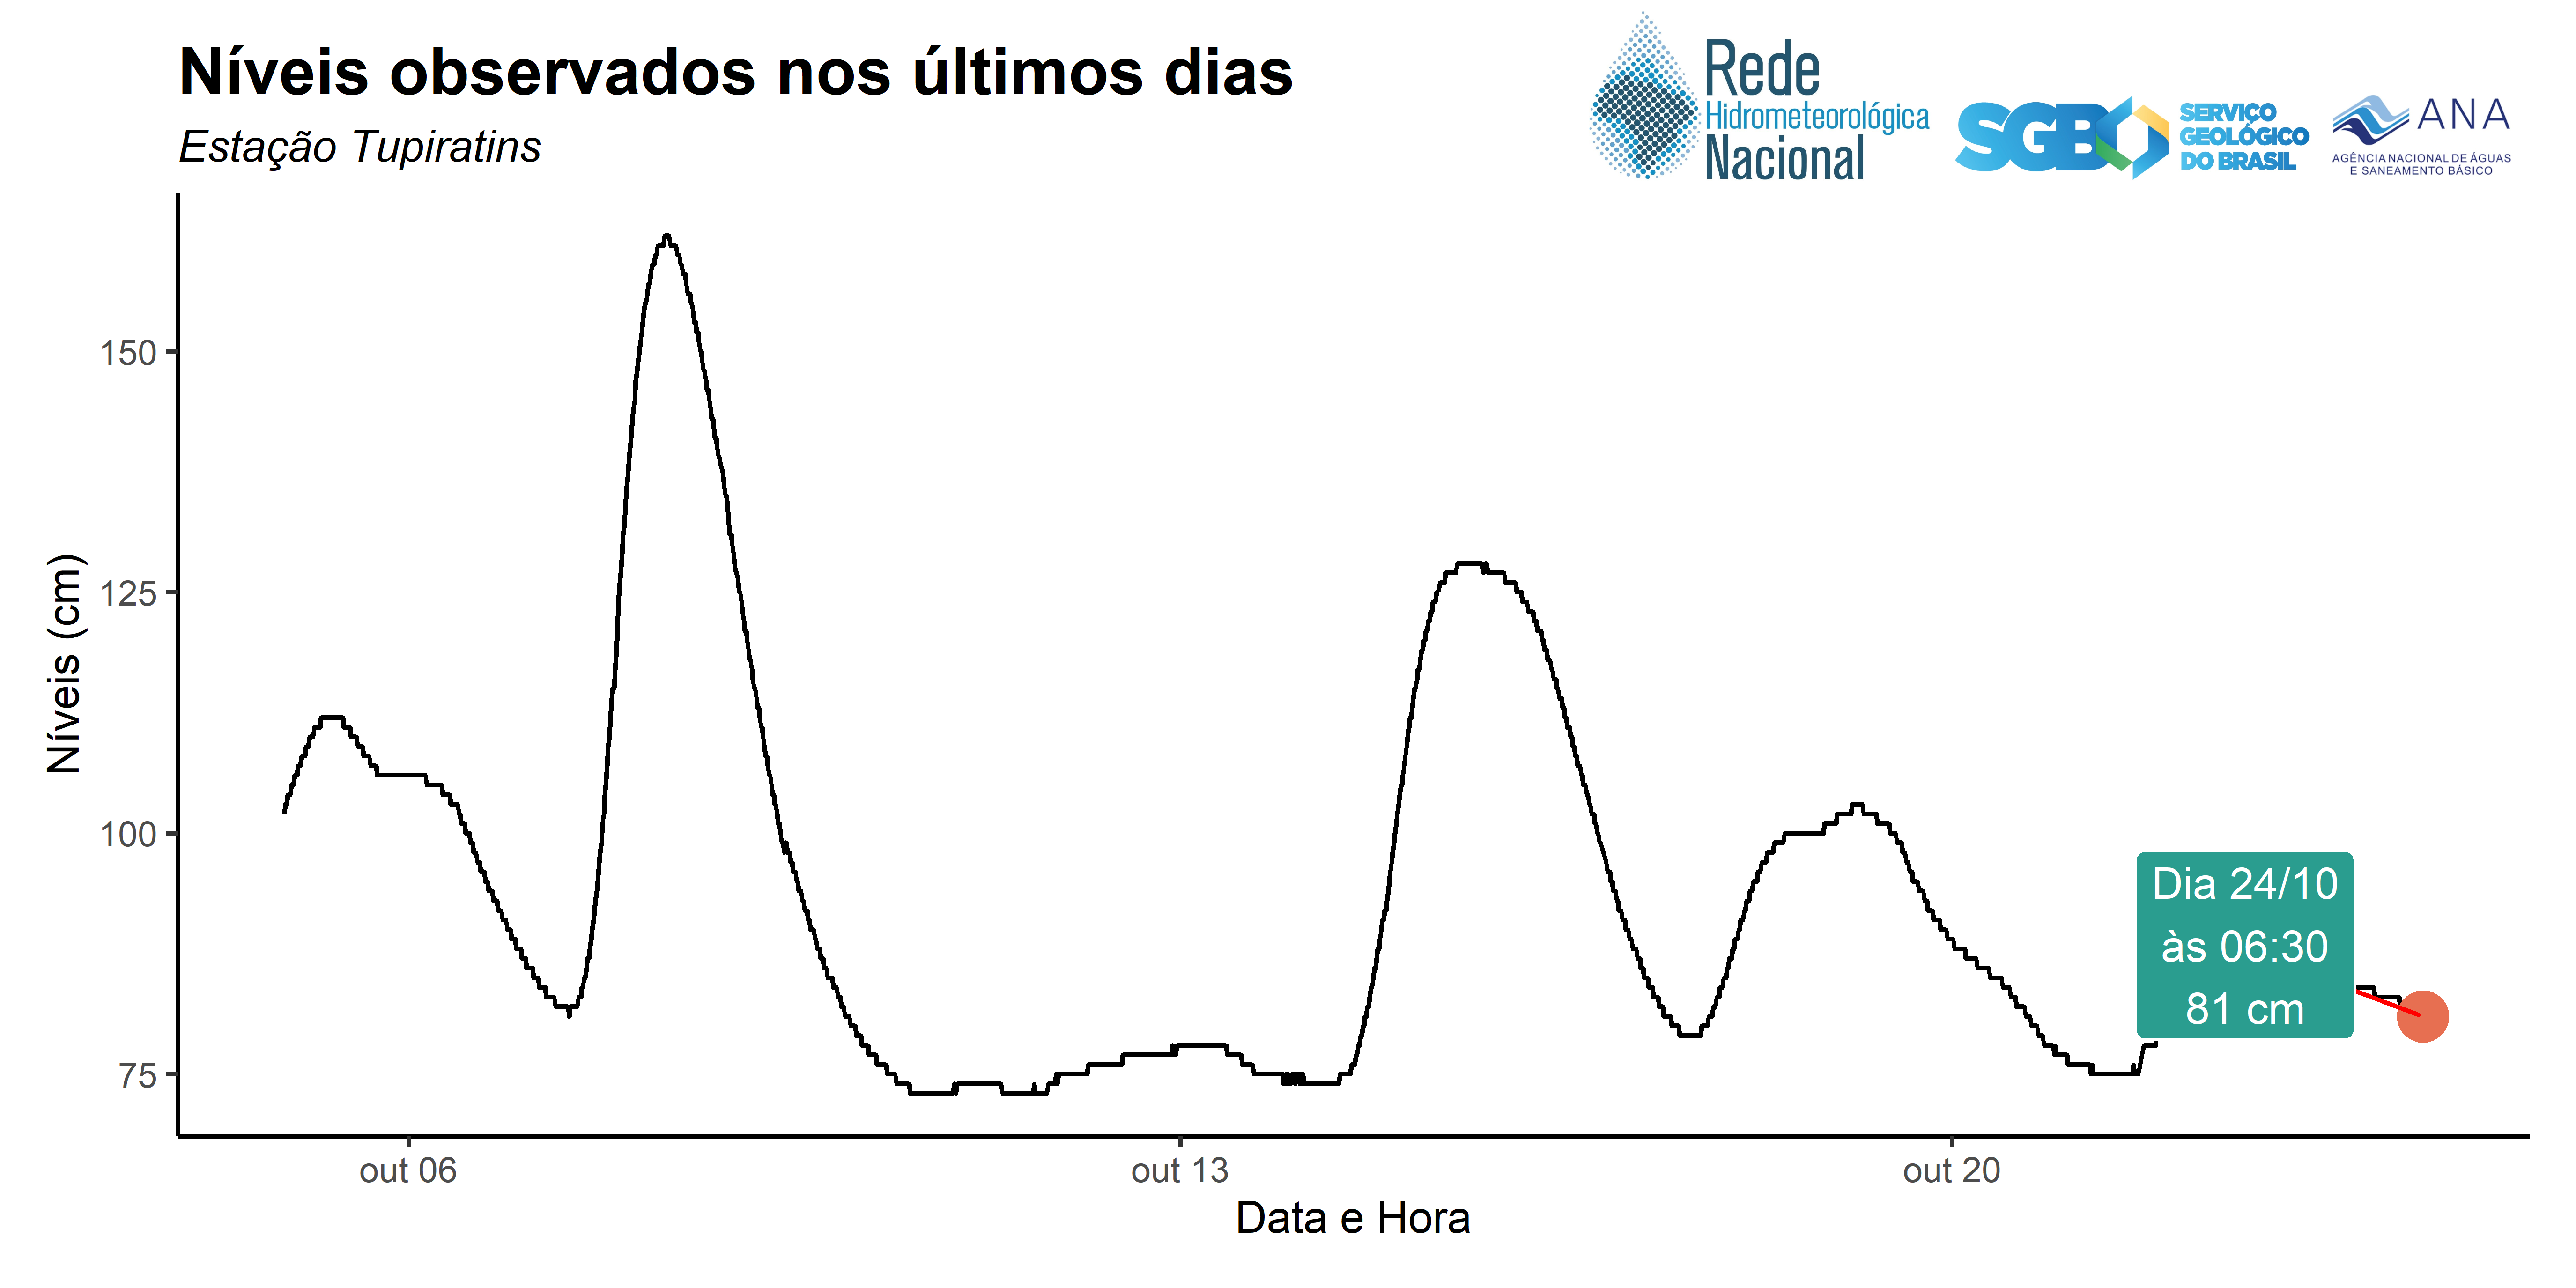 Níveis observados nos últimos dias
Estação Tupiratins
Rede
Hidrometeorológica
Nacional
SGB
SERVIÇO
GEOLÓGICO
DO BRASIL
ANA
AGÊNCIA NACIONAL DE ÁGUAS
E SANEAMENTO BÁSICO
Níveis (cm)
150
125
100
75
Dia 24/10
às 06:30
81 cm
out 06
out 13
out 20
Data e Hora